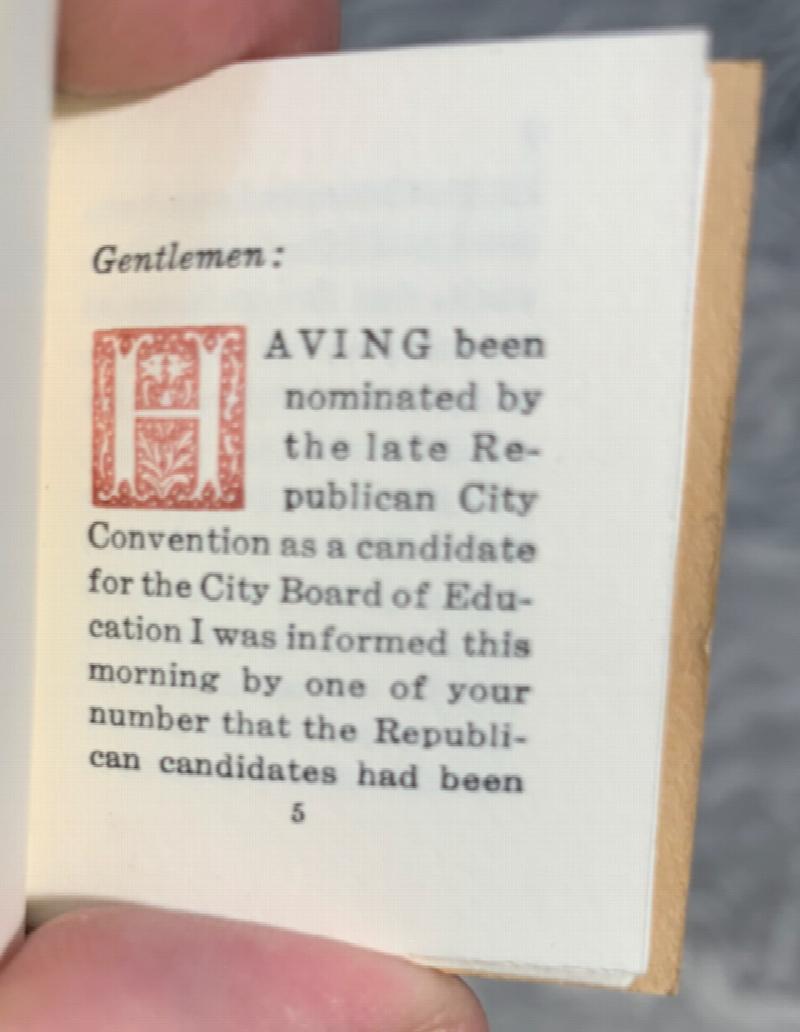 Gentlemen:
HAVING been
nominated by
the late Re-
publican City
Convention as a candidate
for the City Board of Edu-
cation I was informed this
morning by one of your
number that the Republi-
can candidates had been
5